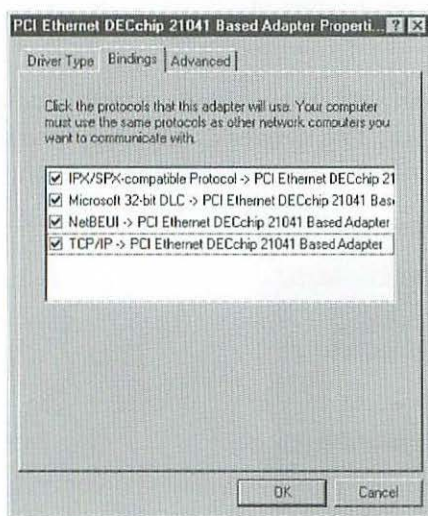 PCI Ethernet DECchip 21041 Based Adapter Properti... ? X
Driver Type Bindings Advanced
Click the protocols that this adapter will use. Your computer
must use the same protocols as other network computers you
want to communicate with.
IPX/SPX-compatible Protocol -> PCI Ethernet DECchip 21
Microsoft 32-bit DLC -> PCI Ethernet DECchip 21041 Bas
NetBEUI -> PCI Ethernet DECchip 21041 Based Adapter
TCP/IP -> PCI Ethernet DECchip 21041 Based Adapter
OK Cancel